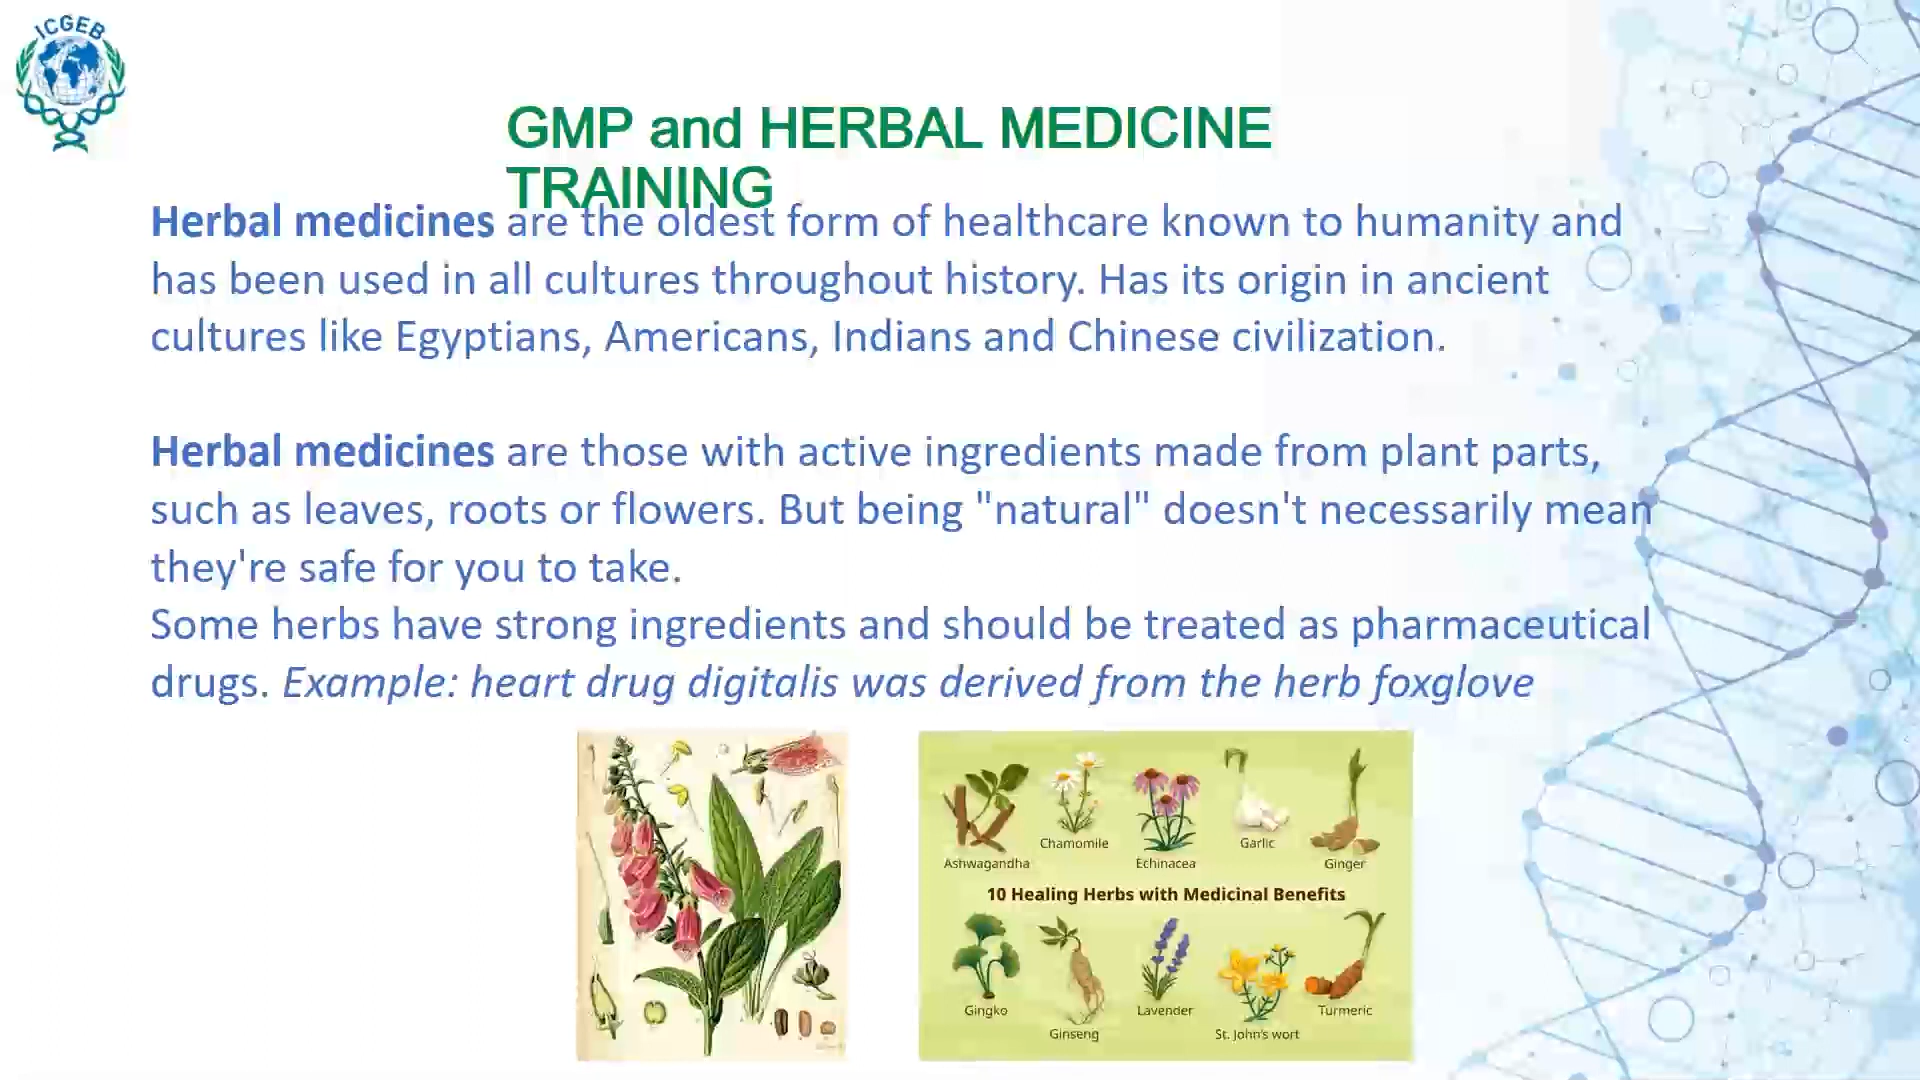 ICGEB
GMP and HERBAL MEDICINE
TRAINING
Herbal medicines are the oldest form of healthcare known to humanity and
has been used in all cultures throughout history. Has its origin in ancient
cultures like Egyptians, Americans, Indians and Chinese civilization.
Herbal medicines are those with active ingredients made from plant parts,
such as leaves, roots or flowers. But being "natural" doesn't necessarily mean
they're safe for you to take.
Some herbs have strong ingredients and should be treated as pharmaceutical
drugs. Example: heart drug digitalis was derived from the herb foxglove
Ashwagandha
Chamomile
Echinacea
Garlic
Ginger
10 Healing Herbs with Medicinal Benefits
Gingko
Ginseng
Lavender
St. John's wort
Turmeric